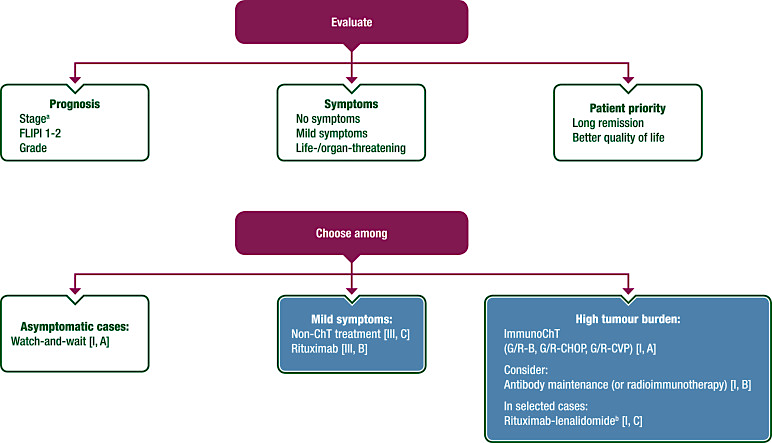 Evaluate
Prognosis
Stageᵃ
FLIPI 1-2
Grade
Symptoms
No symptoms
Mild symptoms
Life-/organ-threatening
Patient priority
Long remission
Better quality of life
Choose among
Asymptomatic cases:
Watch-and-wait [I, A]
Mild symptoms:
Non-ChT treatment [III, C]
Rituximab [III, B]
High tumour burden:
ImmunoChT
(G/R-B, G/R-CHOP, G/R-CVP) [I, A]
Consider:
Antibody maintenance (or radioimmunotherapy) [I, B]
In selected cases:
Rituximab-lenalidomideᵇ [I, C]